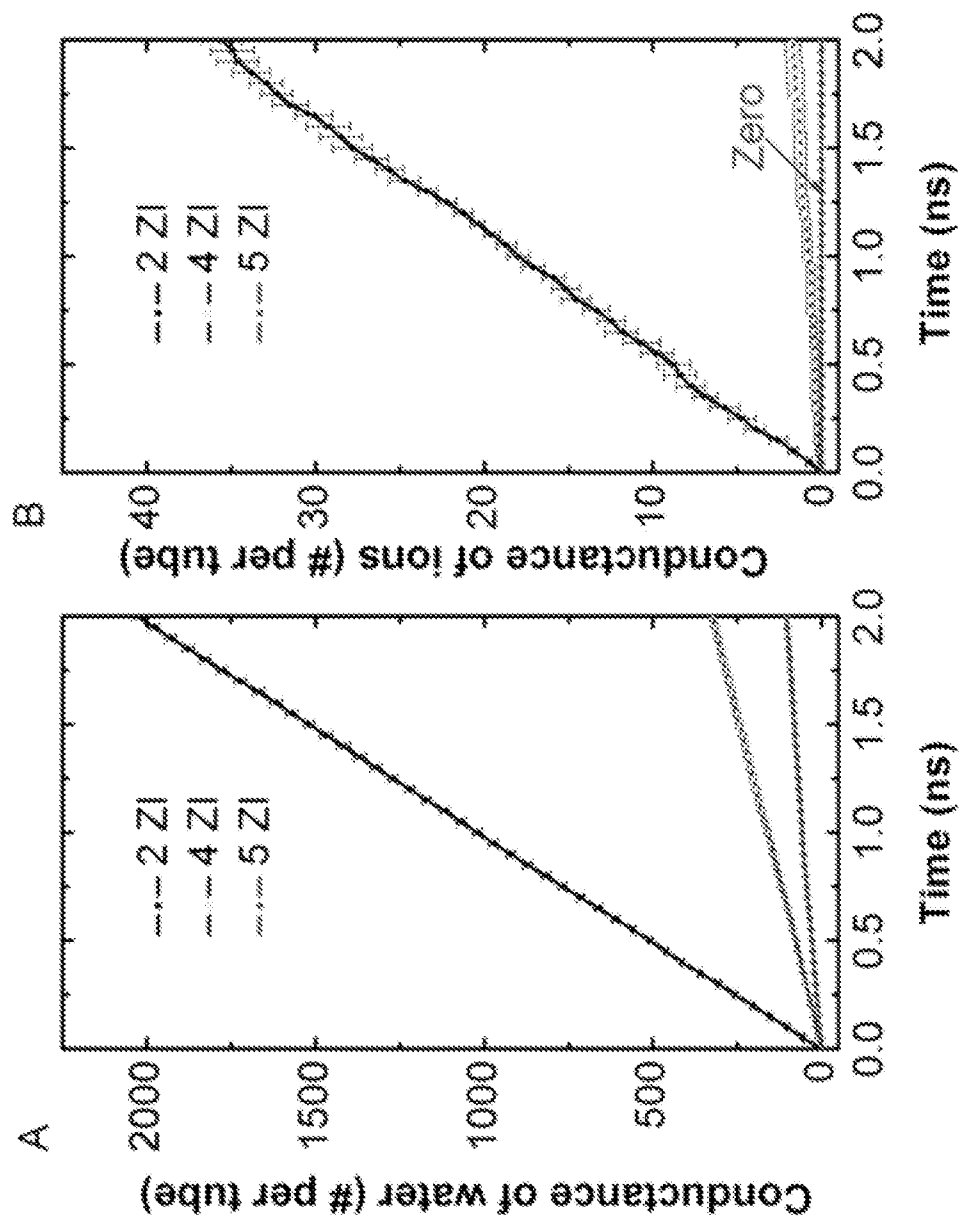 A
Conductance of water (# per tube)
2000
1500
1000
500
0
2 ZI
4 ZI
5 ZI
0.0 0.5 1.0 1.5 2.0
Time (ns)
B
Conductance of ions (# per tube)
40
30
20
10
0
2 ZI
4 ZI
5 ZI
Zero
0.0 0.5 1.0 1.5 2.0
Time (ns)